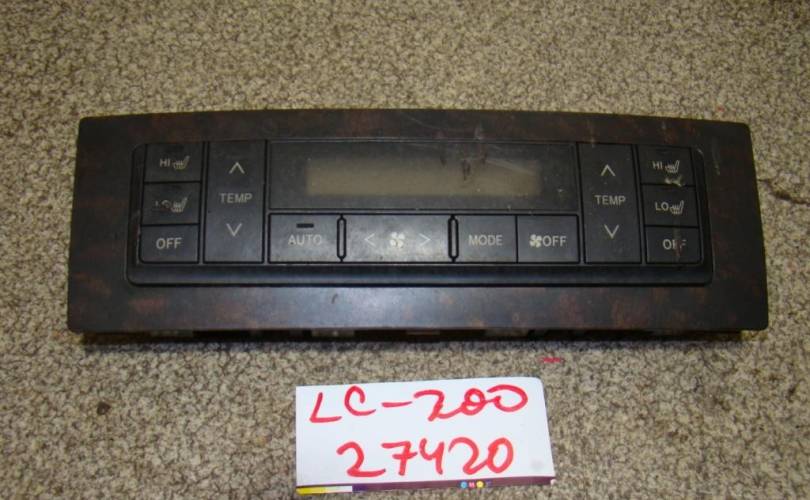 HI TEMP TEMP HI
LO LO
OFF AUTO < > MODE OFF OFF
LC-200
27420